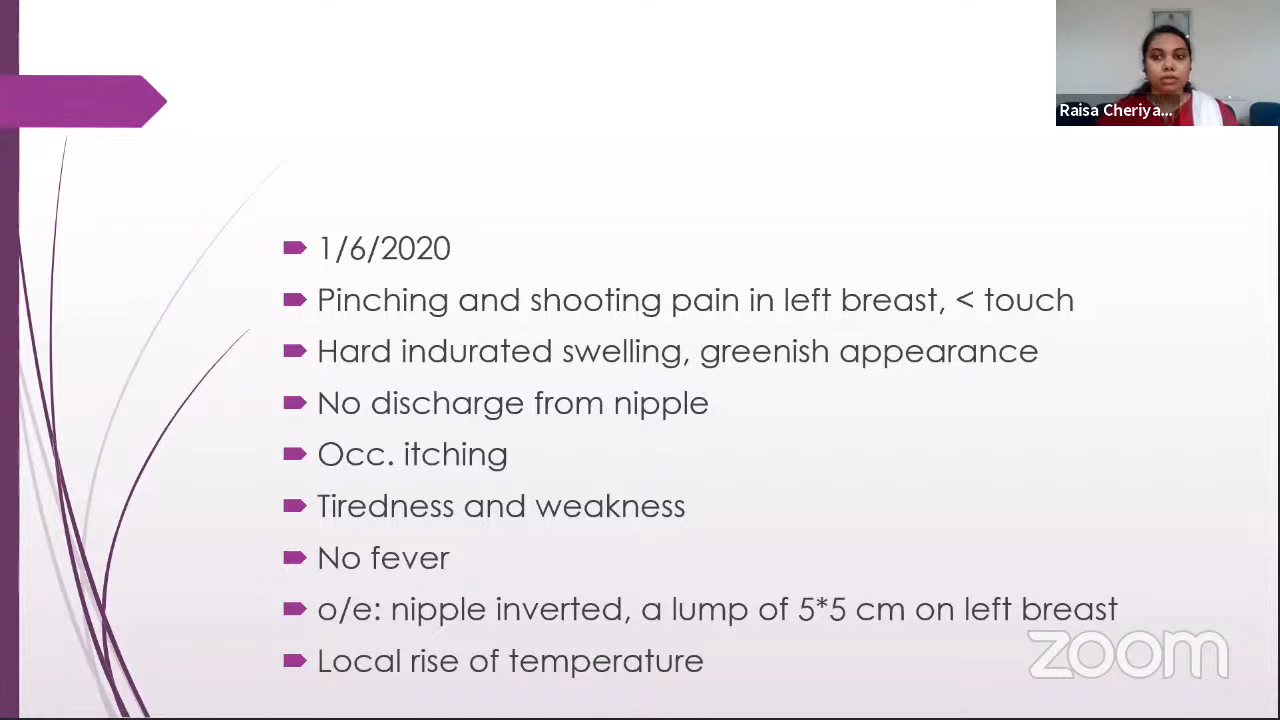 Raisa Cheriya...
1/6/2020
Pinching and shooting pain in left breast, < touch
Hard indurated swelling, greenish appearance
No discharge from nipple
Occ. itching
Tiredness and weakness
No fever
o/e: nipple inverted, a lump of 5*5 cm on left breast
Local rise of temperature
zoom